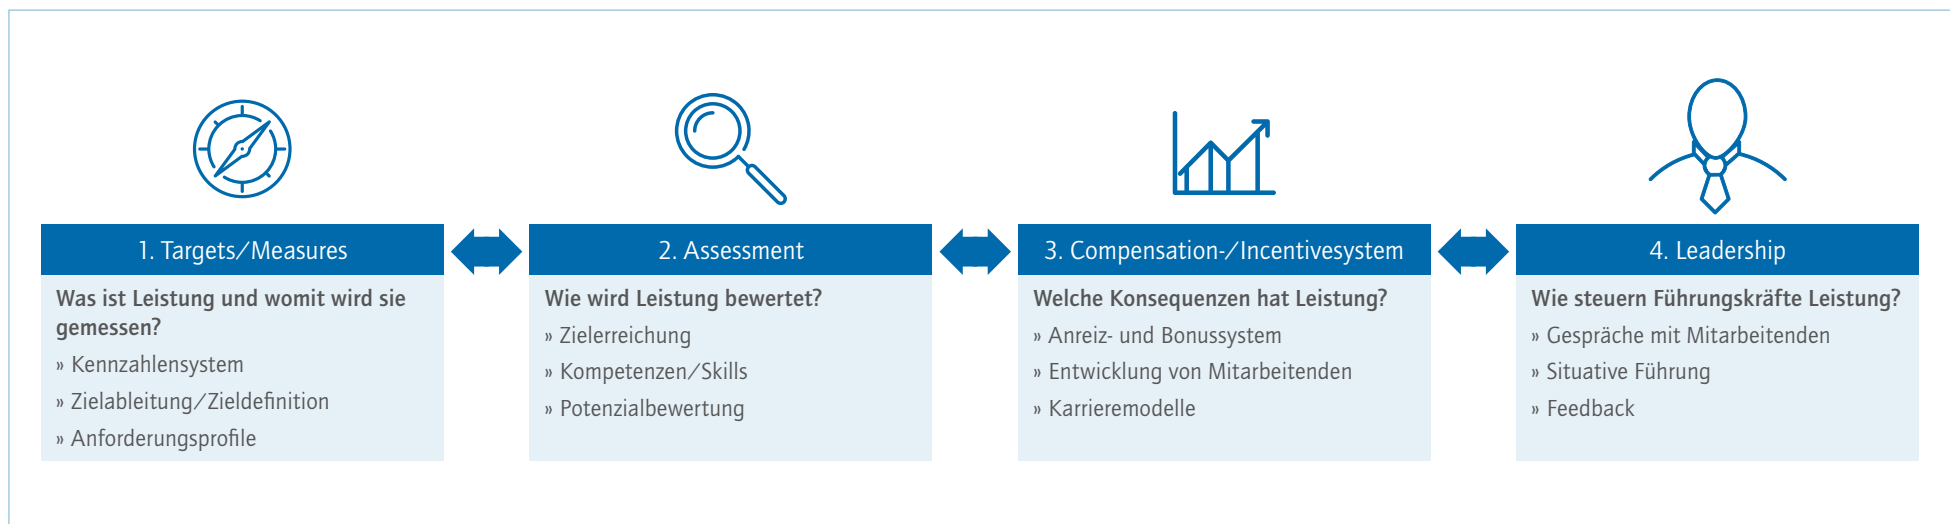 1. Targets/Measures
Was ist Leistung und womit wird sie
gemessen?
» Kennzahlensystem
» Zielableitung/Zieldefinition
» Anforderungsprofile
2. Assessment
Wie wird Leistung bewertet?
» Zielerreichung
» Kompetenzen/Skills
» Potenzialbewertung
3. Compensation-/Incentivesystem
Welche Konsequenzen hat Leistung?
» Anreiz- und Bonussystem
» Entwicklung von Mitarbeitenden
» Karrieremodelle
4. Leadership
Wie steuern Führungskräfte Leistung?
» Gespräche mit Mitarbeitenden
» Situative Führung
» Feedback